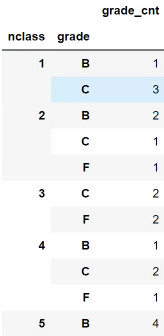 grade_cnt
nclass grade
1 B 1
C 3
2 B 2
C 1
F 1
3 C 2
F 2
4 B 1
C 2
F 1
5 B 4